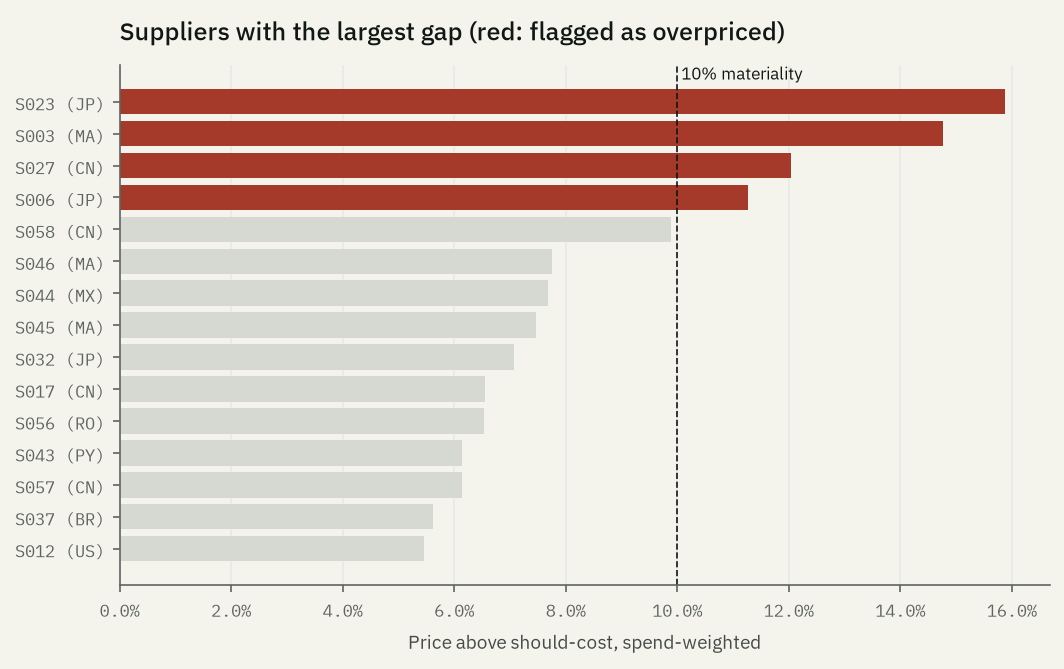 Suppliers with the largest gap (red: flagged as overpriced)
10% materiality
S023 (JP)
S003 (MA)
S027 (CN)
S006 (JP)
S058 (CN)
S046 (MA)
S044 (MX)
S045 (MA)
S032 (JP)
S017 (CN)
S056 (RO)
S043 (PY)
S057 (CN)
S037 (BR)
S012 (US)
0.0% 2.0% 4.0% 6.0% 8.0% 10.0% 12.0% 14.0% 16.0%
Price above should-cost, spend-weighted